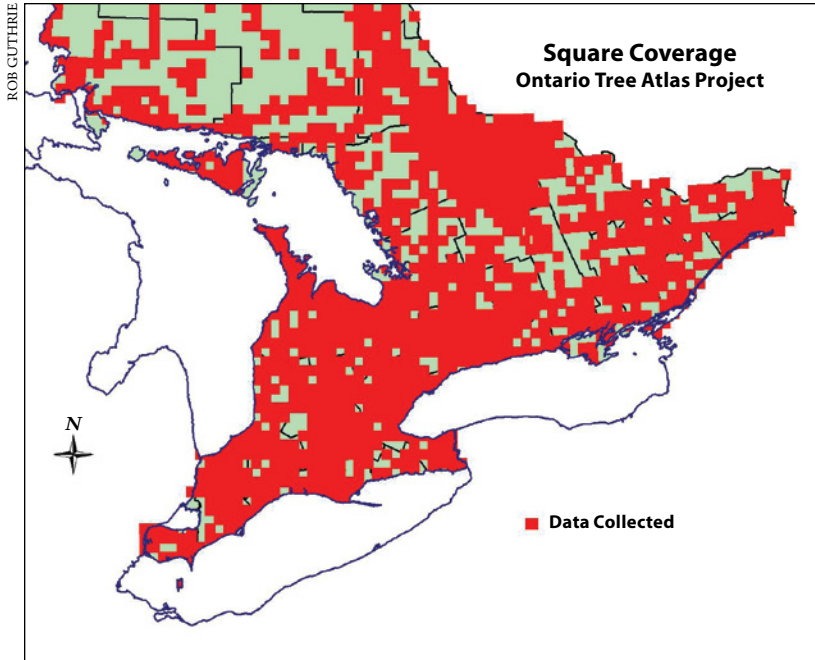 ROB GUTHRIE
Square Coverage
Ontario Tree Atlas Project
N
Data Collected